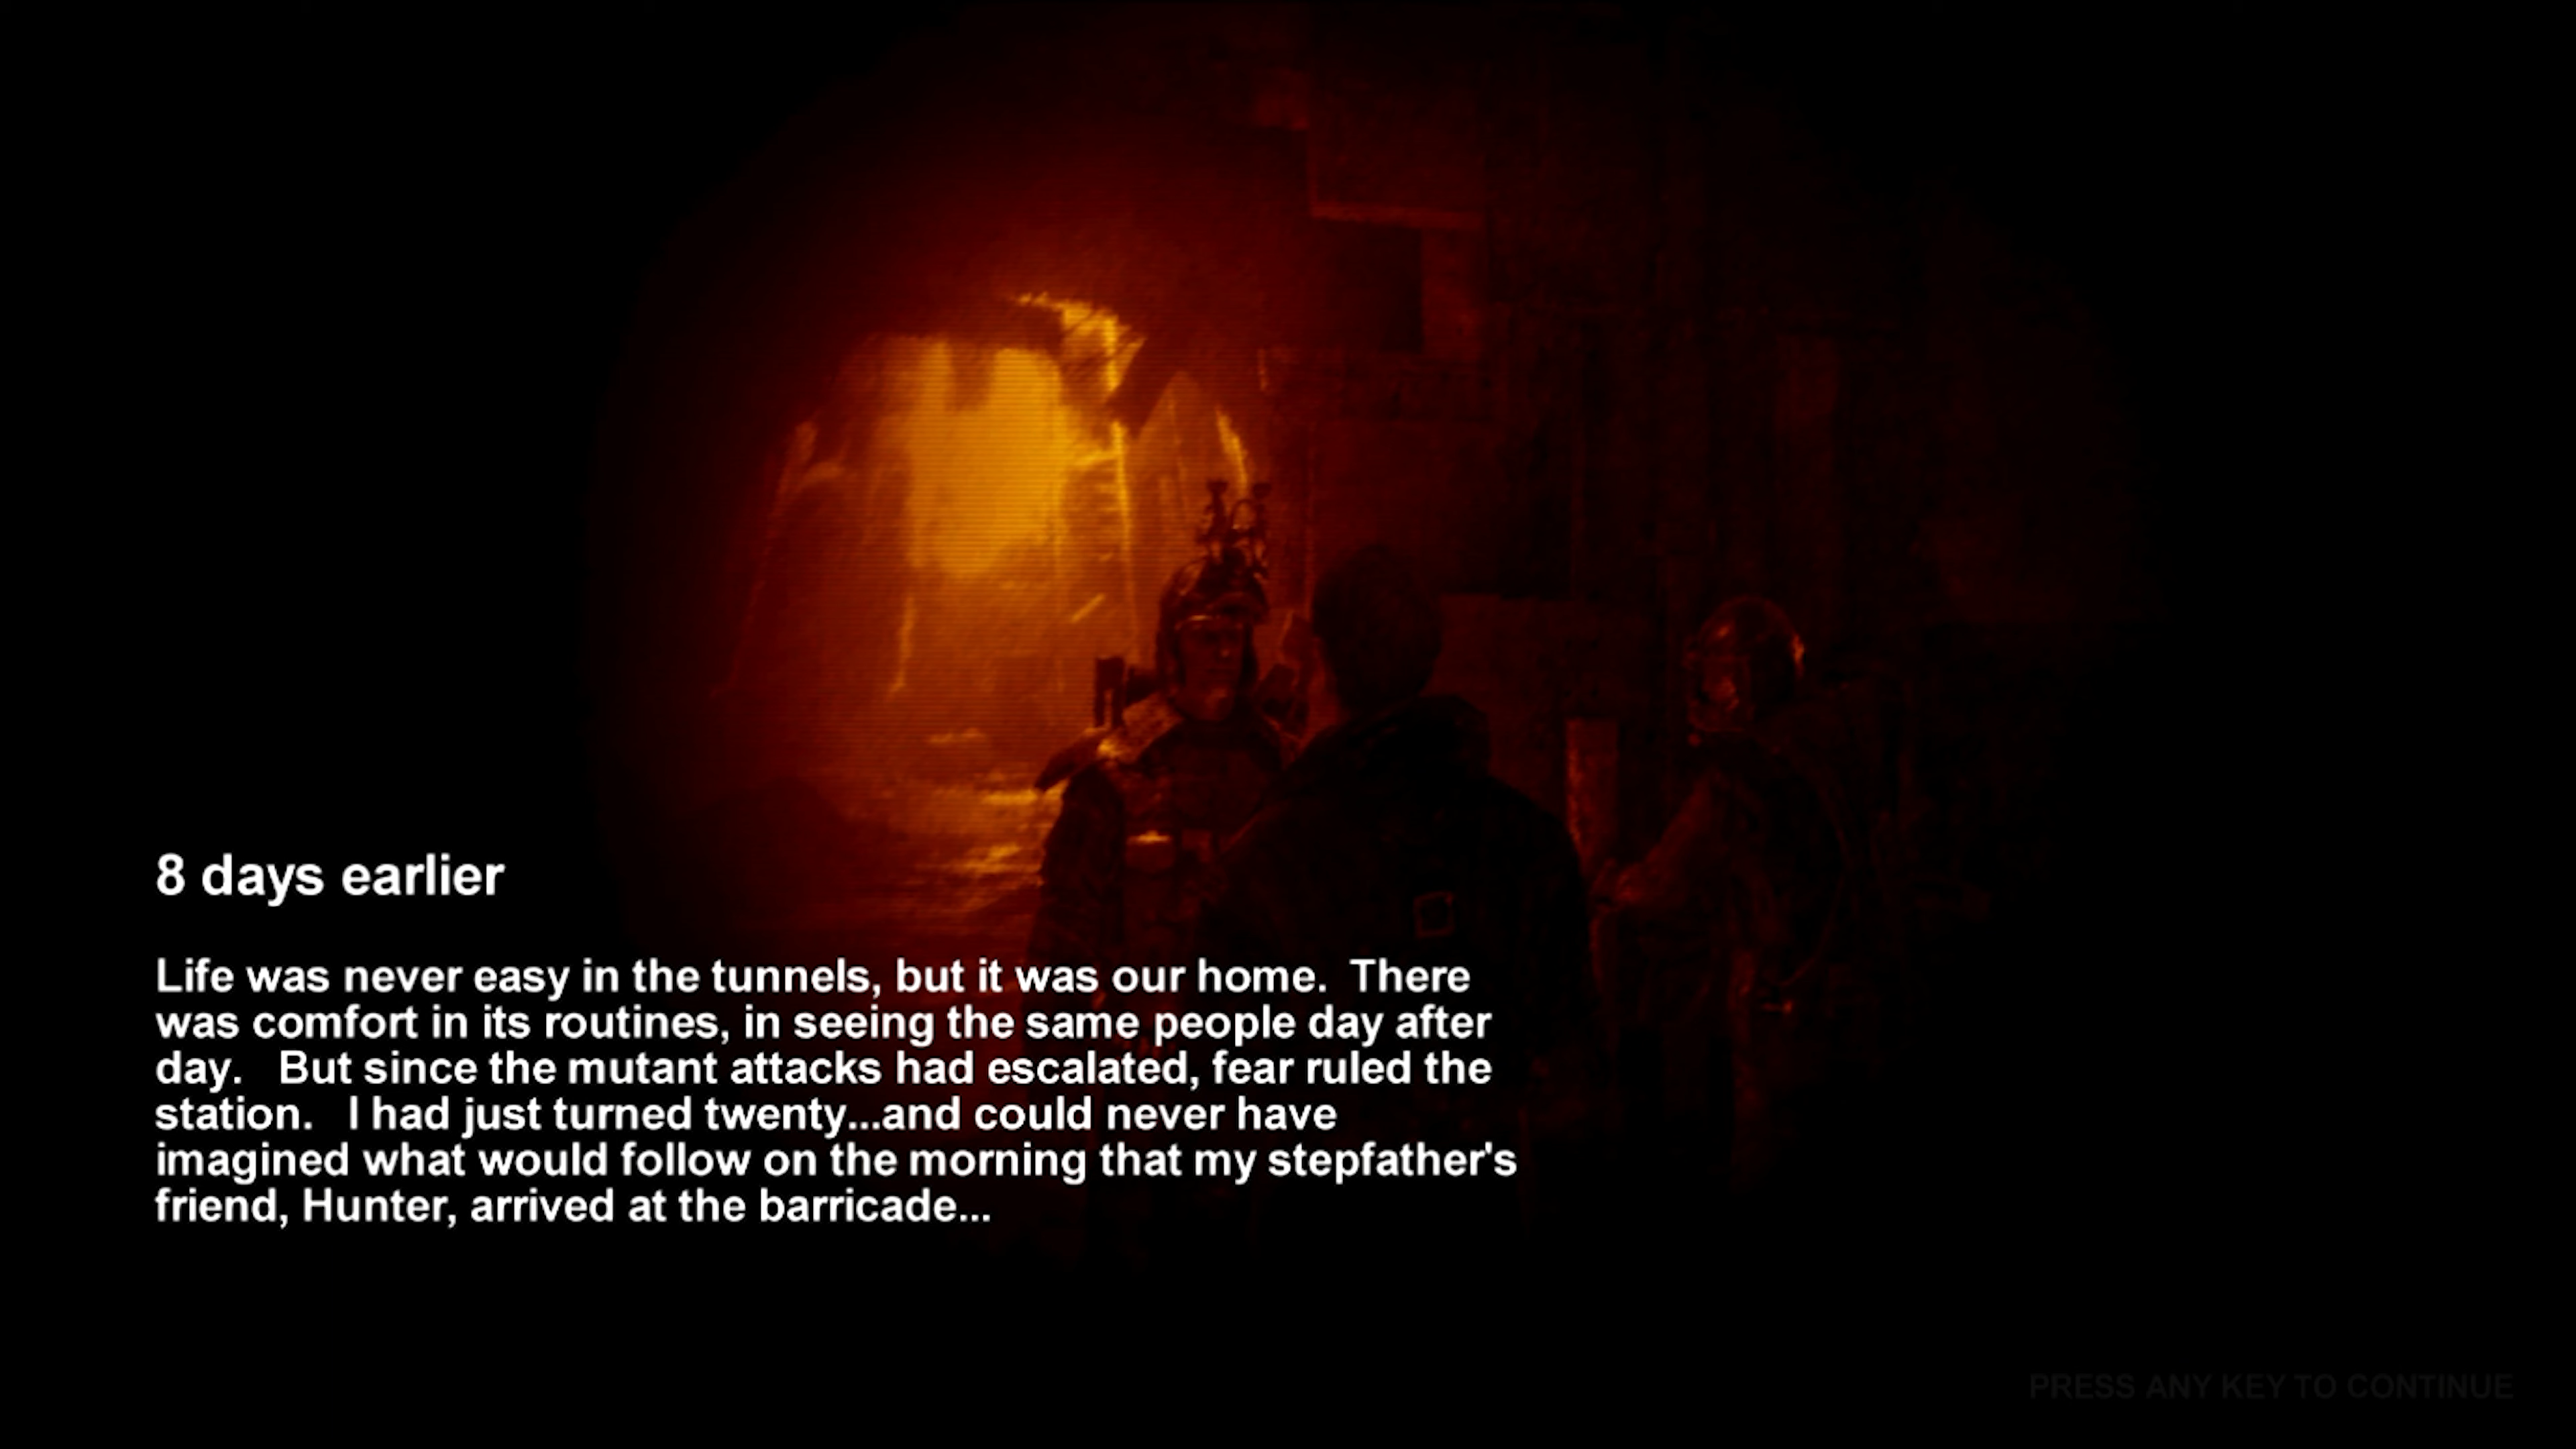 8 days earlier
Life was never easy in the tunnels, but it was our home.  There
was comfort in its routines, in seeing the same people day after
day.   But since the mutant attacks had escalated, fear ruled the
station.   I had just turned twenty...and could never have
imagined what would follow on the morning that my stepfather's
friend, Hunter, arrived at the barricade...
PRESS ANY KEY TO CONTINUE